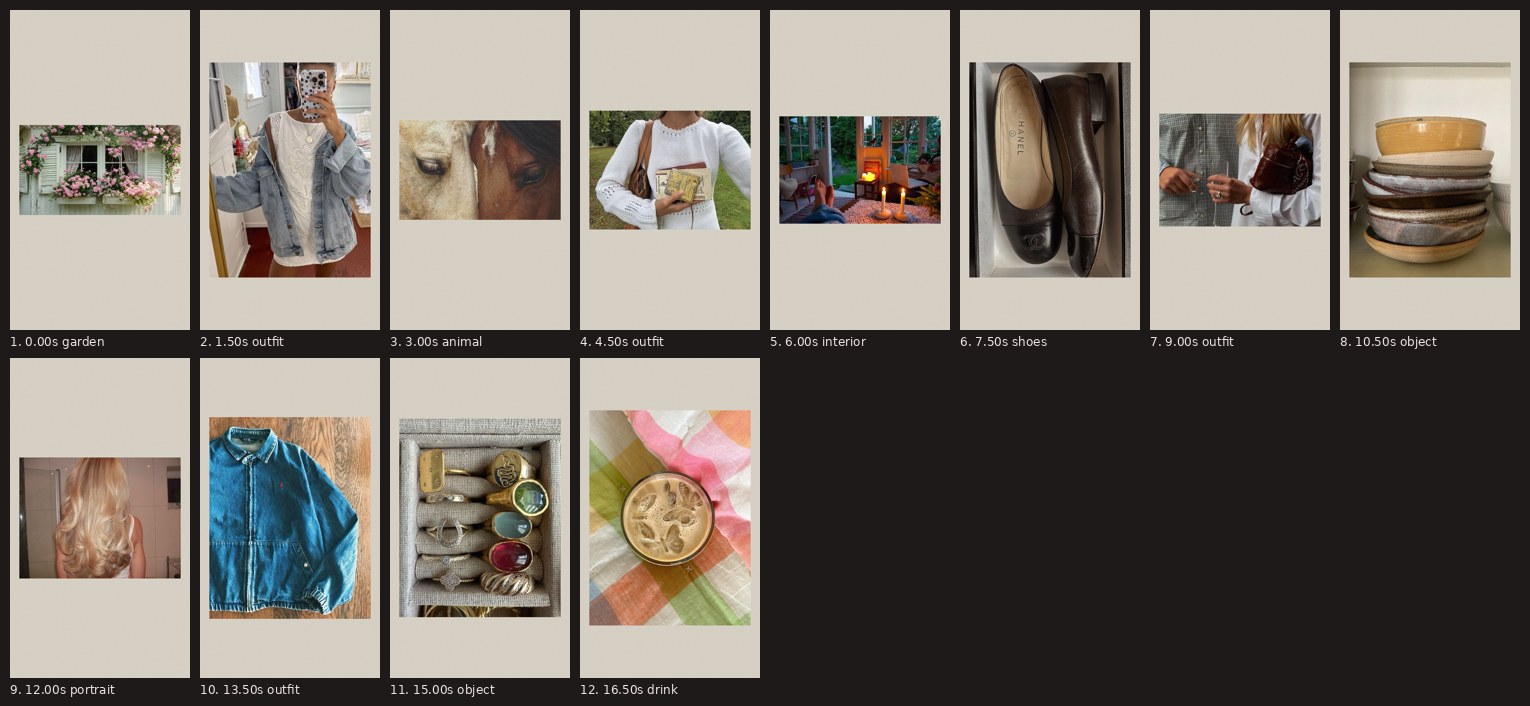 1. 0.00s garden
2. 1.50s outfit
3. 3.00s animal
4. 4.50s outfit
5. 6.00s interior
6. 7.50s shoes
7. 9.00s outfit
8. 10.50s object
9. 12.00s portrait
10. 13.50s outfit
11. 15.00s object
12. 16.50s drink